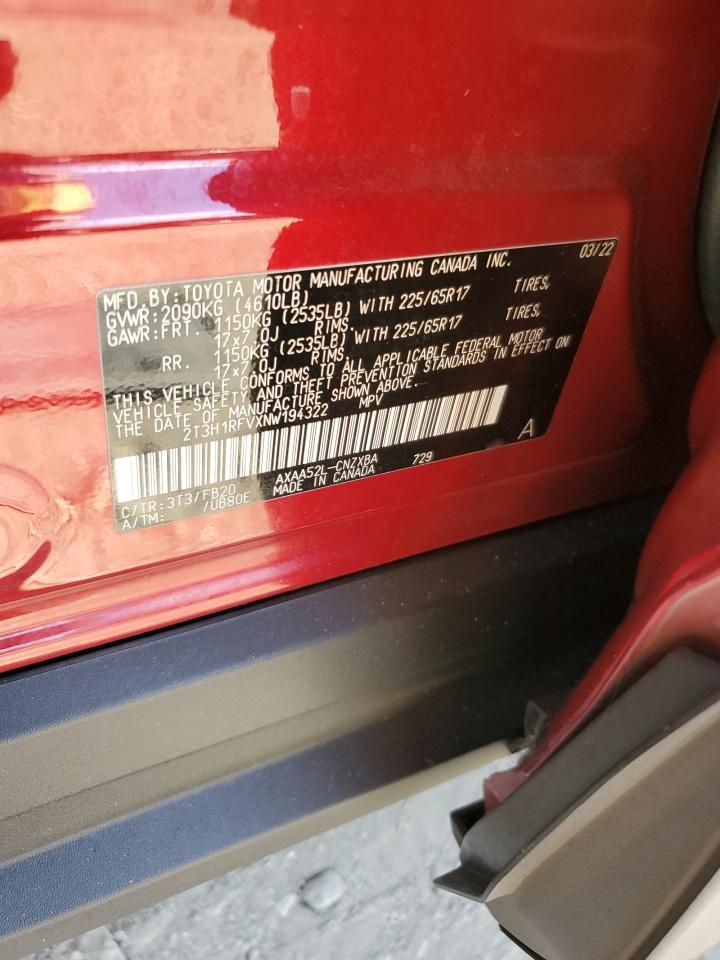 MFD.BY:TOYOTA MOTOR MANUFACTURING CANADA INC. 03/22
GVWR:2090KG (4610LB)
GAWR:FRT. 1150KG (2535LB) WITH 225/65R17 TIRES,
17x7.0J RIMS.
RR. 1150KG (2535LB) WITH 225/65R17 TIRES,
17x7.0J RIMS.
THIS VEHICLE CONFORMS TO ALL APPLICABLE FEDERAL MOTOR
VEHICLE SAFETY AND THEFT PREVENTION STANDARDS IN EFFECT ON
THE DATE OF MANUFACTURE SHOWN ABOVE.
2T3H1RFVXNW194322 MPV
A
C/TR:3T3/FB20 AXAA52L-CNZXBA 729
A/TM: /UB80E MADE IN CANADA